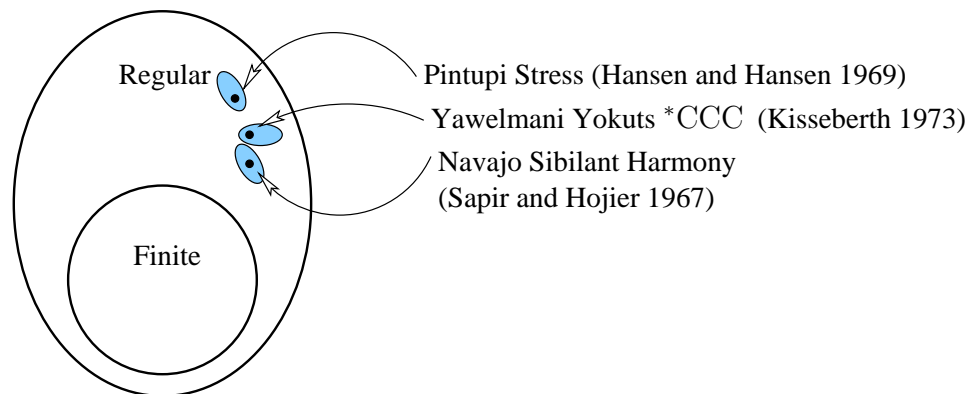 Regular
Pintupi Stress (Hansen and Hansen 1969)
Yawelmani Yokuts *CCC (Kisseberth 1973)
Navajo Sibilant Harmony
(Sapir and Hojier 1967)
Finite